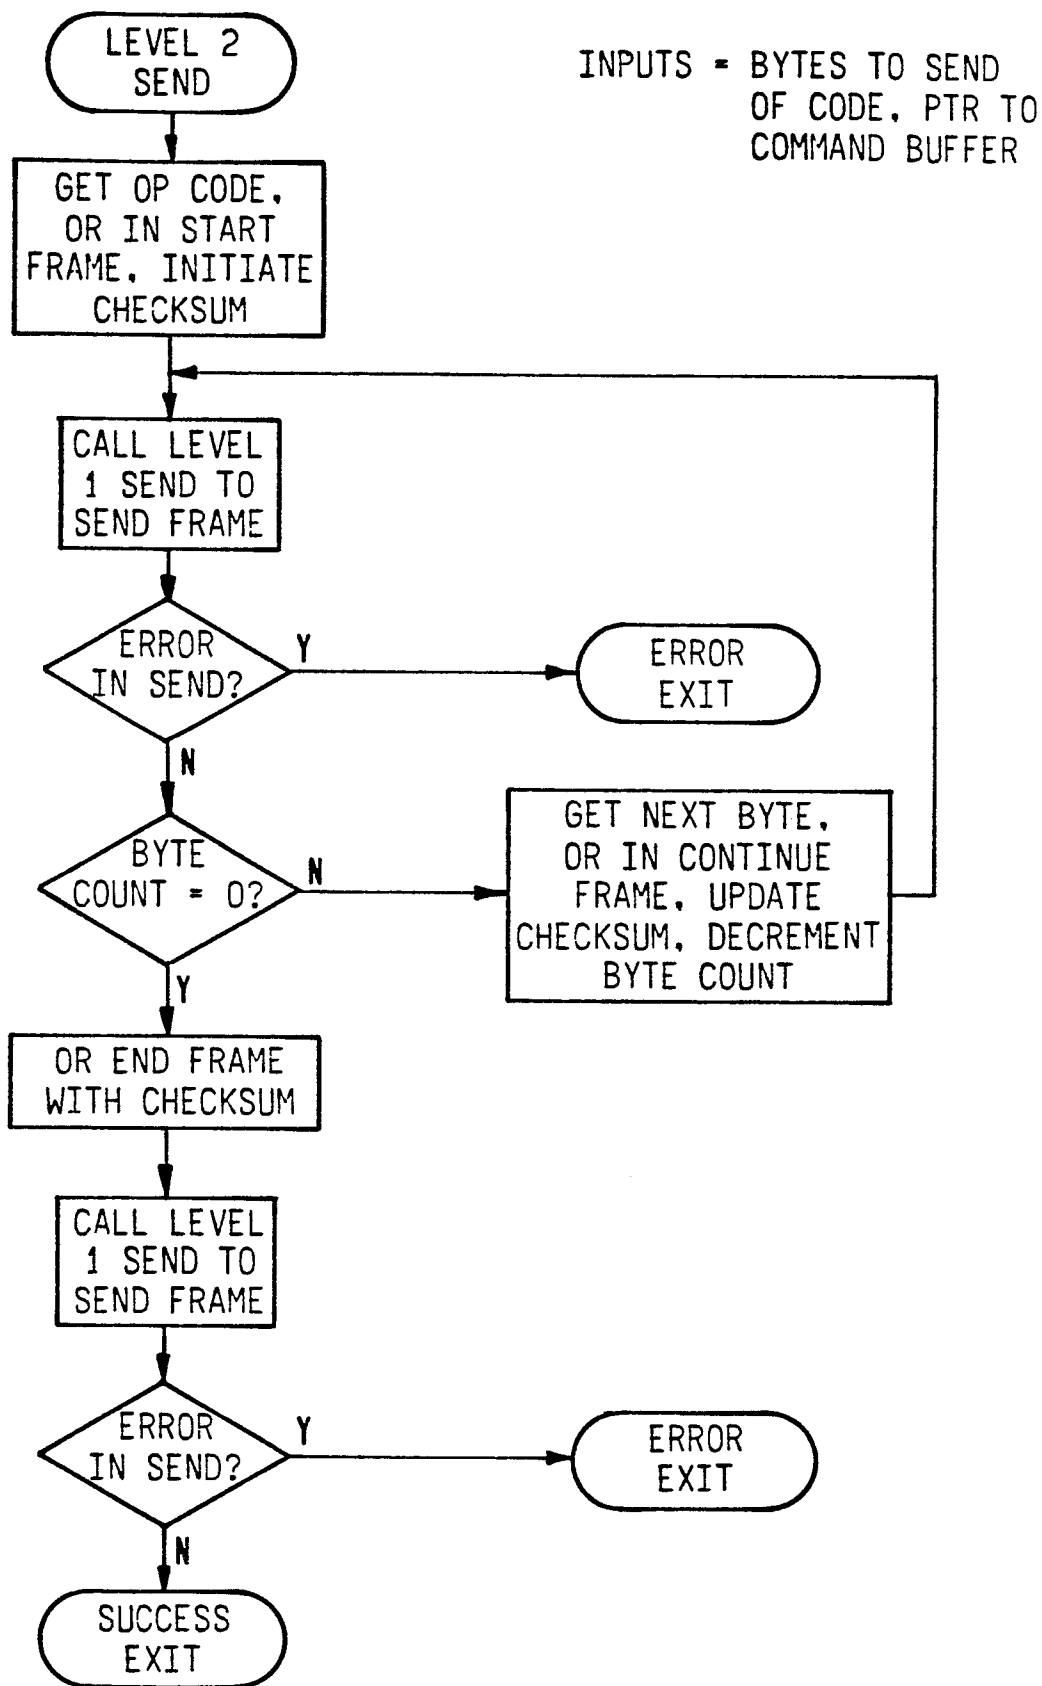 LEVEL 2
SEND
INPUTS = BYTES TO SEND
OF CODE, PTR TO
COMMAND BUFFER
GET OP CODE,
OR IN START
FRAME, INITIATE
CHECKSUM
CALL LEVEL
1 SEND TO
SEND FRAME
ERROR
IN SEND?
Y
ERROR
EXIT
N
BYTE
COUNT = 0?
N
GET NEXT BYTE,
OR IN CONTINUE
FRAME, UPDATE
CHECKSUM, DECREMENT
BYTE COUNT
Y
OR END FRAME
WITH CHECKSUM
CALL LEVEL
1 SEND TO
SEND FRAME
ERROR
IN SEND?
Y
ERROR
EXIT
N
SUCCESS
EXIT